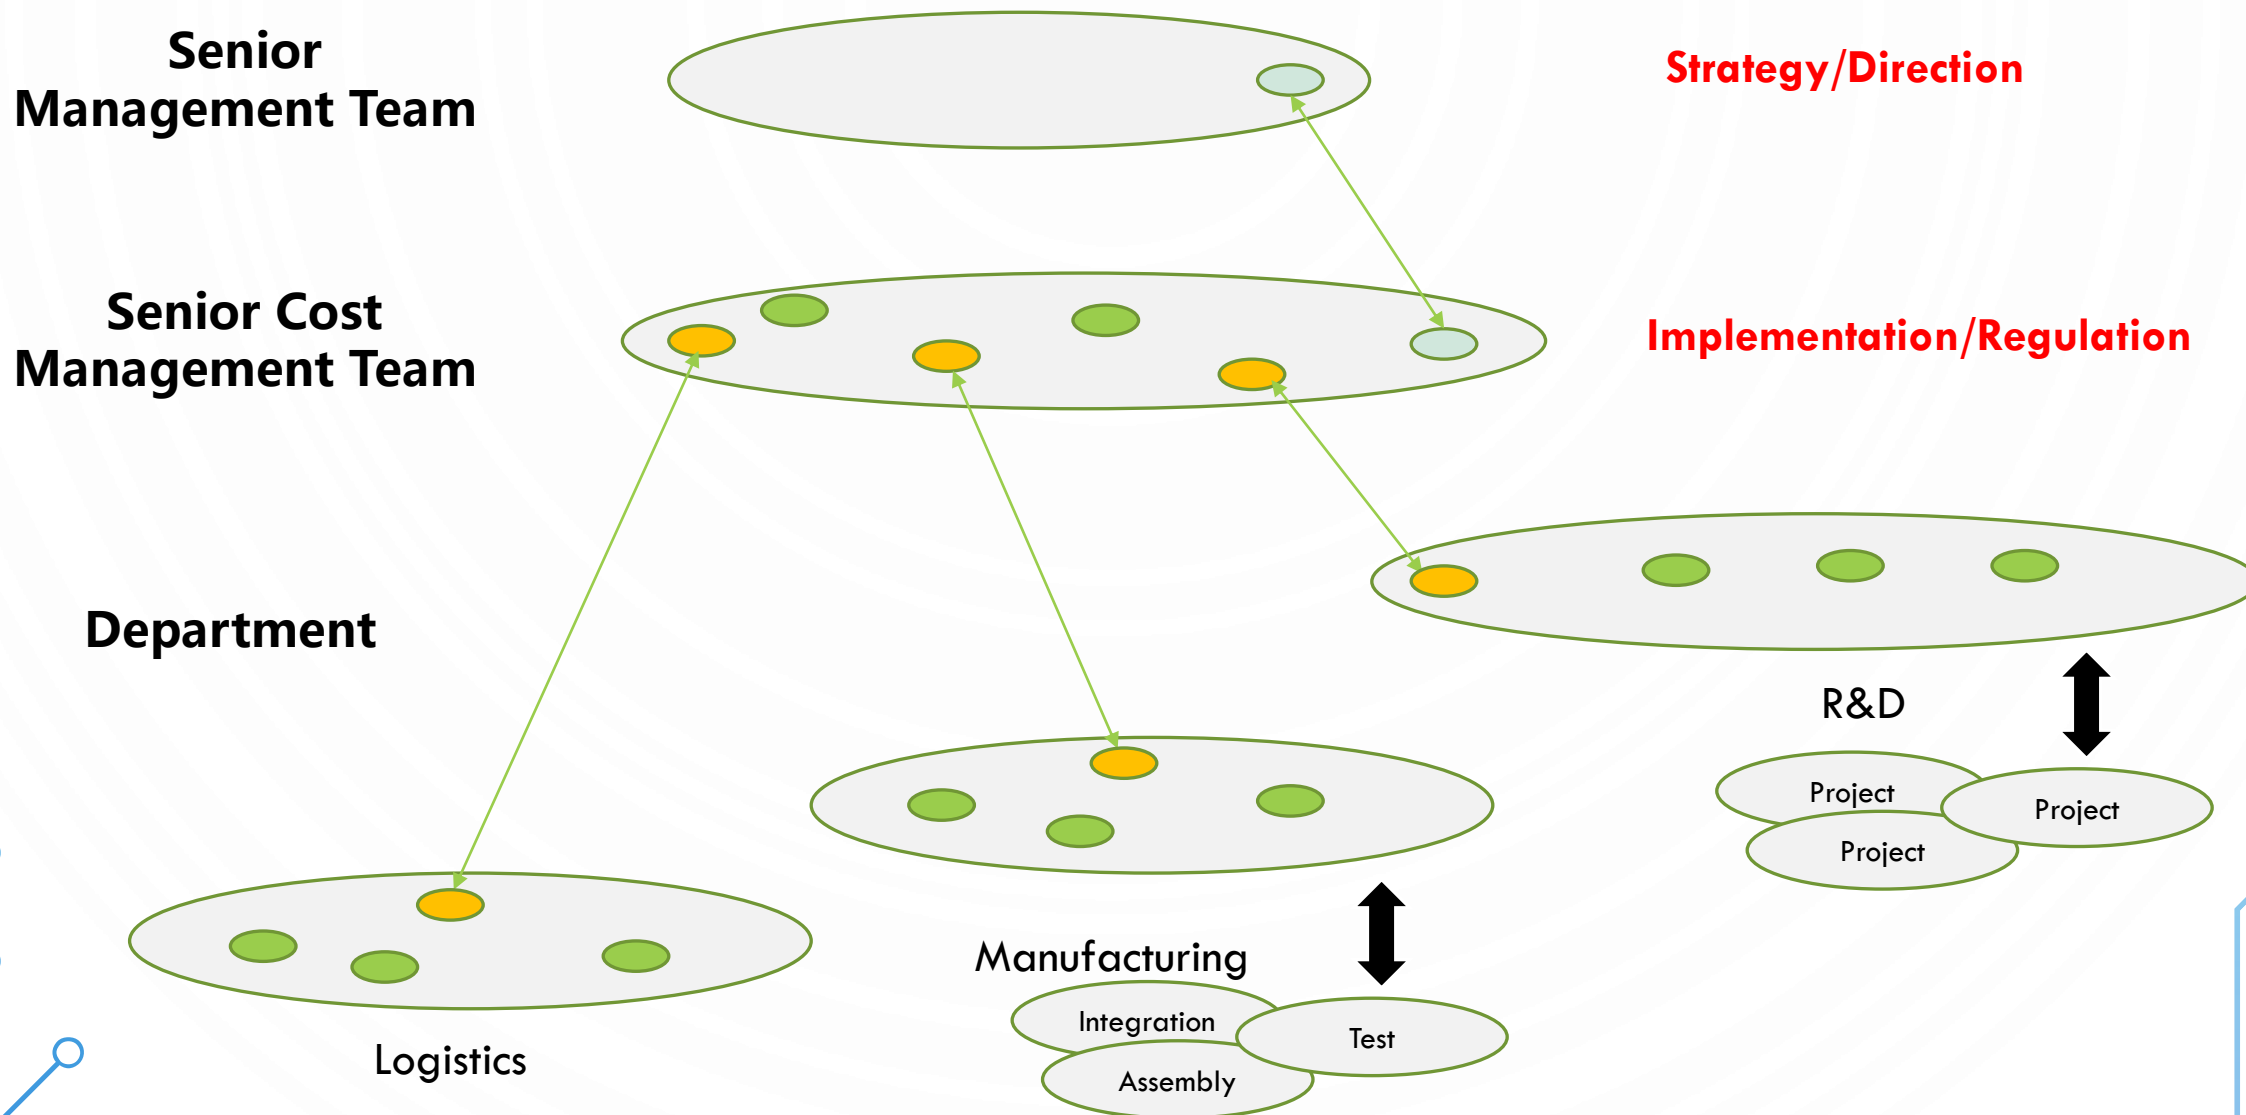 Senior
Management Team
Strategy/Direction
Senior Cost
Management Team
Implementation/Regulation
Department
R&D
Project
Project
Project
Manufacturing
Integration
Test
Assembly
Logistics